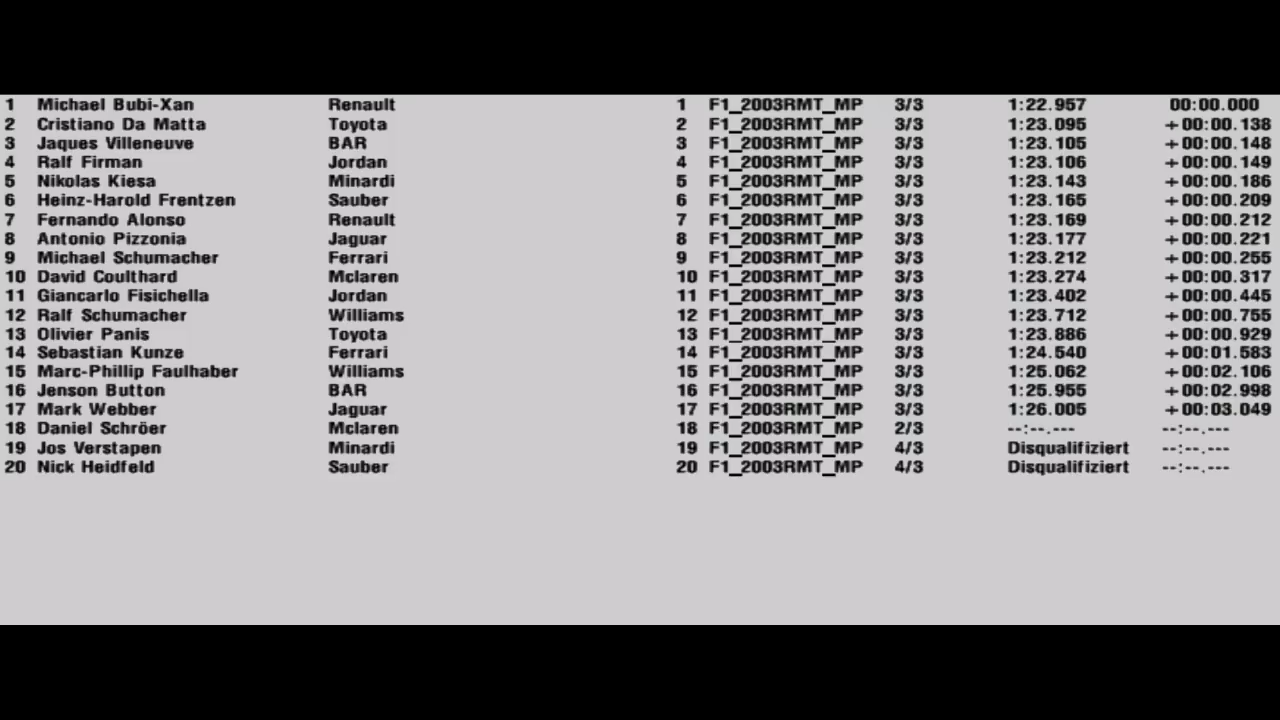 1 Michael Bubi-Xan Renault 1 F1_2003RMT_MP 3/3 1:22.957 00:00.000
2 Cristiano Da Matta Toyota 2 F1_2003RMT_MP 3/3 1:23.095 +00:00.138
3 Jaques Villeneuve BAR 3 F1_2003RMT_MP 3/3 1:23.105 +00:00.148
4 Ralf Firman Jordan 4 F1_2003RMT_MP 3/3 1:23.106 +00:00.149
5 Nikolas Kiesa Minardi 5 F1_2003RMT_MP 3/3 1:23.143 +00:00.186
6 Heinz-Harold Frentzen Sauber 6 F1_2003RMT_MP 3/3 1:23.165 +00:00.209
7 Fernando Alonso Renault 7 F1_2003RMT_MP 3/3 1:23.169 +00:00.212
8 Antonio Pizzonia Jaguar 8 F1_2003RMT_MP 3/3 1:23.177 +00:00.221
9 Michael Schumacher Ferrari 9 F1_2003RMT_MP 3/3 1:23.212 +00:00.255
10 David Coulthard Mclaren 10 F1_2003RMT_MP 3/3 1:23.274 +00:00.317
11 Giancarlo Fisichella Jordan 11 F1_2003RMT_MP 3/3 1:23.402 +00:00.445
12 Ralf Schumacher Williams 12 F1_2003RMT_MP 3/3 1:23.712 +00:00.755
13 Olivier Panis Toyota 13 F1_2003RMT_MP 3/3 1:23.886 +00:00.929
14 Sebastian Kunze Ferrari 14 F1_2003RMT_MP 3/3 1:24.540 +00:01.583
15 Marc-Phillip Faulhaber Williams 15 F1_2003RMT_MP 3/3 1:25.062 +00:02.106
16 Jenson Button BAR 16 F1_2003RMT_MP 3/3 1:25.955 +00:02.998
17 Mark Webber Jaguar 17 F1_2003RMT_MP 3/3 1:26.005 +00:03.049
18 Daniel Schröer Mclaren 18 F1_2003RMT_MP 2/3 --:--.--- --:--.---
19 Jos Verstapen Minardi 19 F1_2003RMT_MP 4/3 Disqualifiziert --:--.---
20 Nick Heidfeld Sauber 20 F1_2003RMT_MP 4/3 Disqualifiziert --:--.---